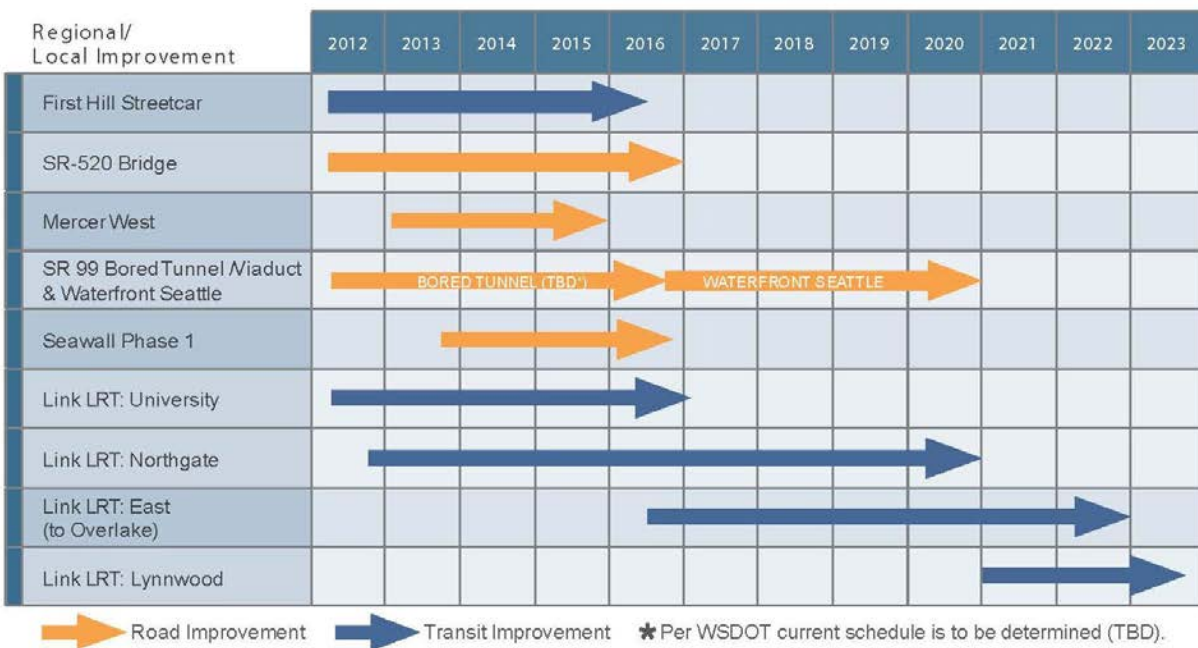 Regional/
Local Improvement
2012 2013 2014 2015 2016 2017 2018 2019 2020 2021 2022 2023
First Hill Streetcar
SR-520 Bridge
Mercer West
SR 99 Bored Tunnel /Viaduct
& Waterfront Seattle
BORED TUNNEL (TBD*) WATERFRONT SEATTLE
Seawall Phase 1
Link LRT: University
Link LRT: Northgate
Link LRT: East
(to Overlake)
Link LRT: Lynnwood
Road Improvement Transit Improvement * Per WSDOT current schedule is to be determined (TBD).